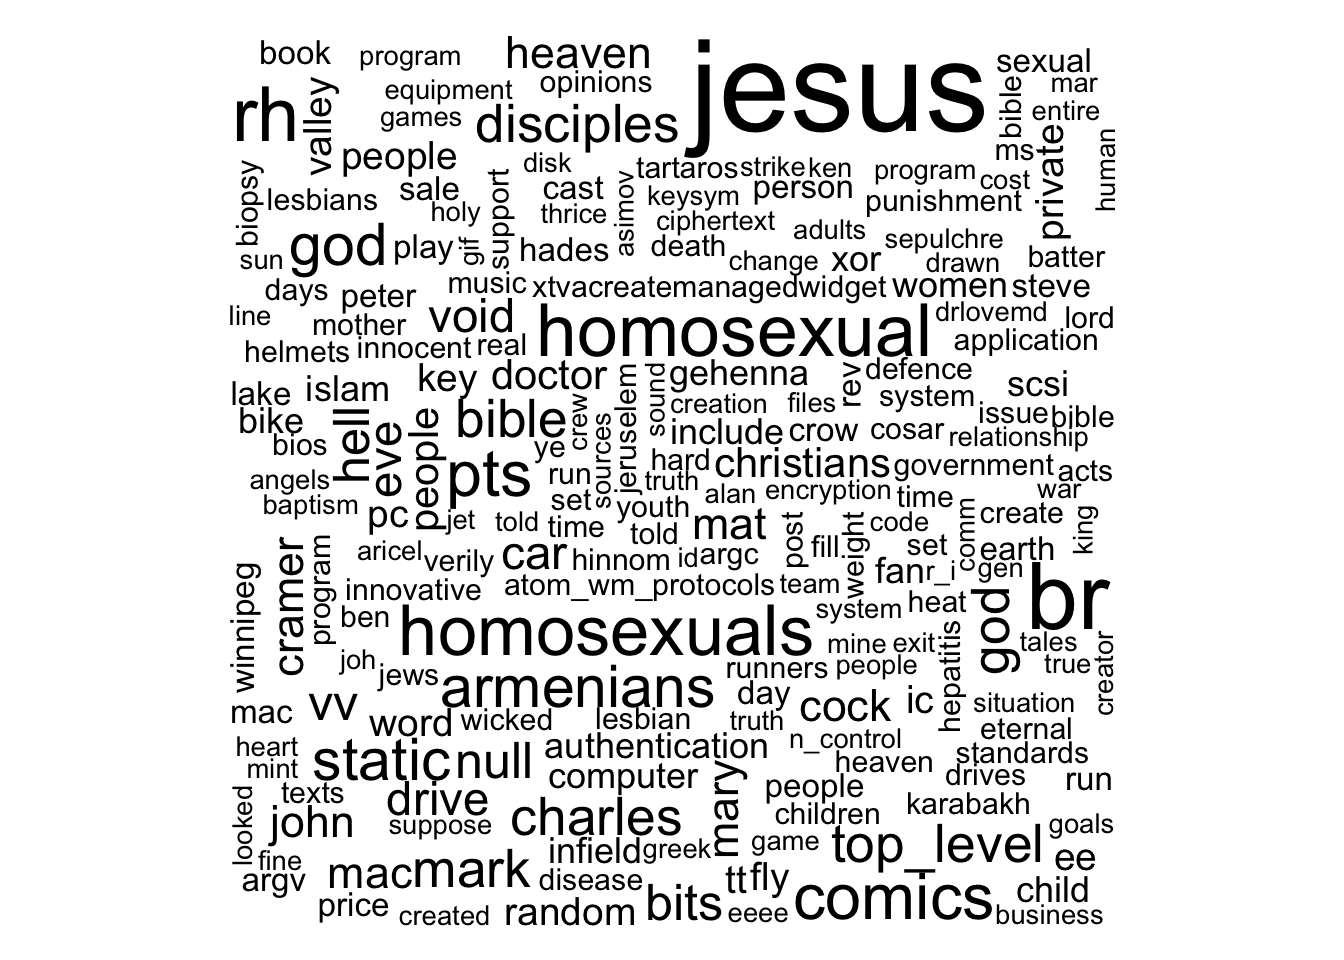 book program heaven jesus sexual
equipment opinions bible mar
rh valley games disciples entire
people disk tartaros strike ken program ms private human
biopsy lesbians sale support cast asimov keysym person cost punishment
holy thrice ciphertext adults
god play gif hades death sepulchre
sun change xor drawn batter
days peter music xtvacreatemanagedwidget women steve
line mother void homosexual drlovemd lord
helmets innocent real application
key doctor jeruselem sound gehenna rev defence
lake islam creation files system scsi
bike hell eve people bible crew sources include crow cosar issue bible
bios ye relationship
pts run hard christians government acts
angels truth
baptism set youth alan encryption time war
pc jet told time told mat post weight code comm create king
cramer program aricel verily car hinnom id argc fill set earth
winnipeg innovative atom_wm_protocols team fan r_i gen
ben homosexuals system heat god br
joh mine exit hepatitis tales creator
jews armenians runners people true
mac vv day cock ic situation
word wicked lesbian truth eternal
heart static null authentication n_control standards
mint computer mary heaven drives run
looked texts drive people
john suppose charles children karabakh goals
fine infield greek game top_level ee
argv mac mark disease tt fly
price created random bits eeee comics child
business